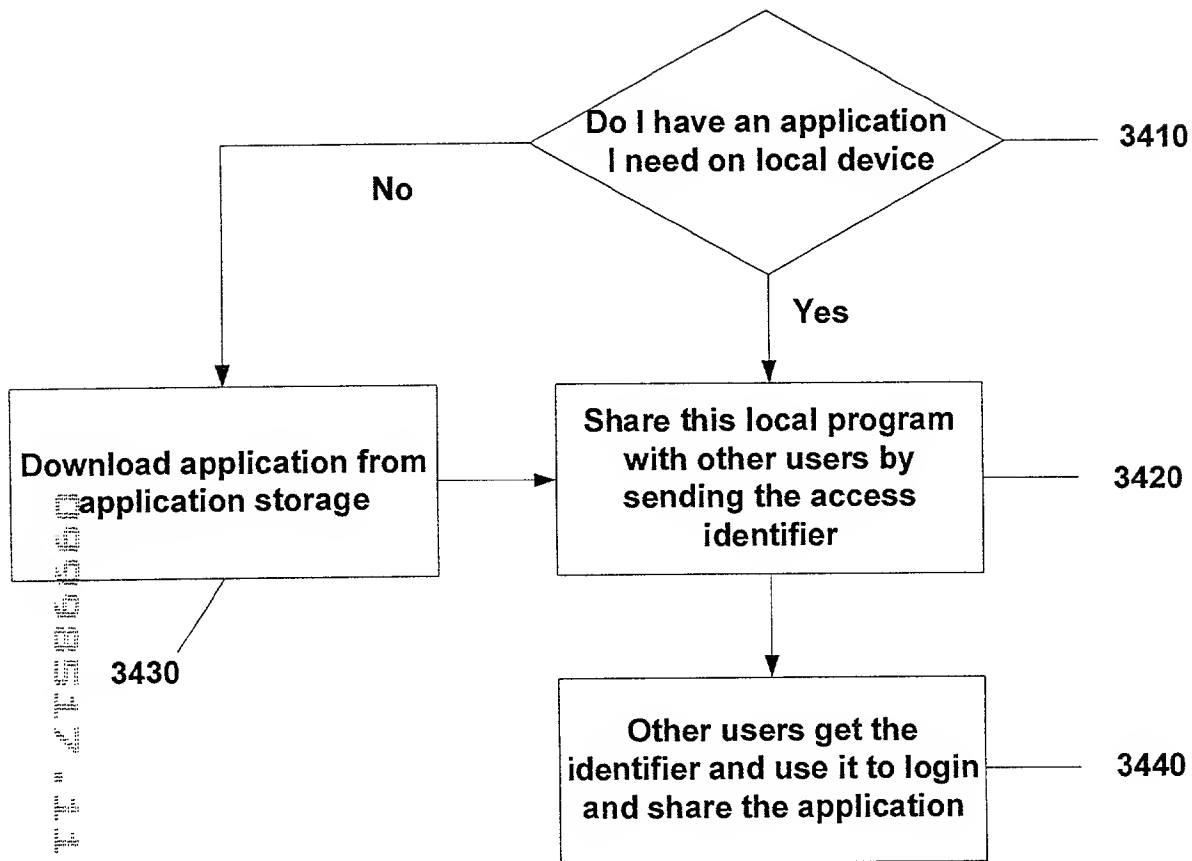 Do I have an application
I need on local device
3410
No
Yes
Download application from
application storage
Share this local program
with other users by
sending the access
identifier
3420
3430
Other users get the
identifier and use it to login
and share the application
3440